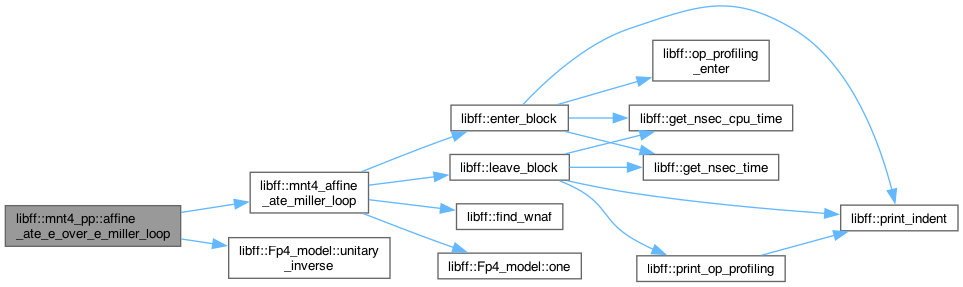 libff::mnt4_pp::affine
_ate_e_over_e_miller_loop
libff::mnt4_affine
_ate_miller_loop
libff::Fp4_model::unitary
_inverse
libff::enter_block
libff::leave_block
libff::find_wnaf
libff::Fp4_model::one
libff::op_profiling
_enter
libff::get_nsec_cpu_time
libff::get_nsec_time
libff::print_op_profiling
libff::print_indent